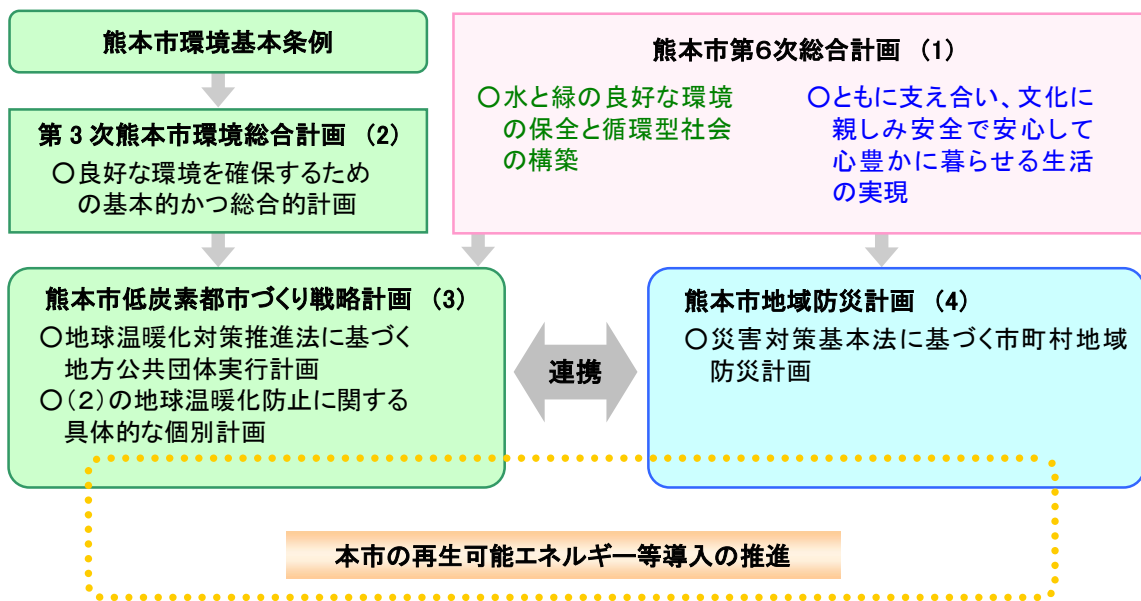 熊本市環境基本条例
第3次熊本市環境総合計画 (2)
○良好な環境を確保するため
の基本的かつ総合的計画
熊本市第6次総合計画 (1)
○水と緑の良好な環境
の保全と循環型社会
の構築
○ともに支え合い、文化に
親しみ安全で安心して
心豊かに暮らせる生活
の実現
熊本市低炭素都市づくり戦略計画 (3)
○地球温暖化対策推進法に基づく
地方公共団体実行計画
○(2)の地球温暖化防止に関する
具体的な個別計画
連携
熊本市地域防災計画 (4)
○災害対策基本法に基づく市町村地域
防災計画
本市の再生可能エネルギー等導入の推進